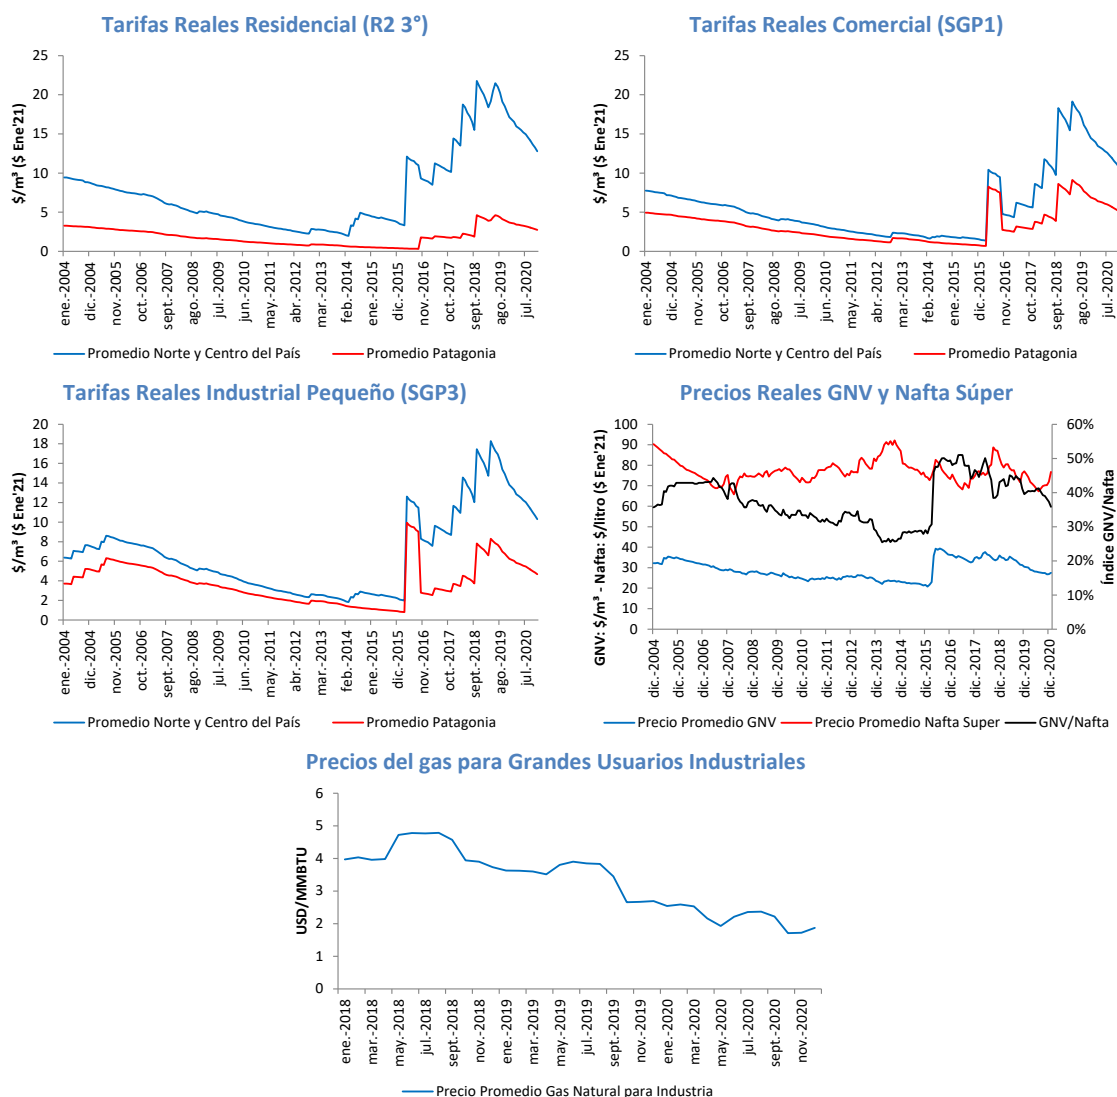 Tarifas Reales Residencial (R2 3°)
$/m³ ($ Ene'21)
25
20
15
10
5
0
ene.-2004
dic.-2004
nov.-2005
oct.-2006
sept.-2007
ago.-2008
jul.-2009
jun.-2010
may.-2011
abr.-2012
mar.-2013
feb.-2014
ene.-2015
dic.-2015
nov.-2016
oct.-2017
sept.-2018
ago.-2019
jul.-2020
Promedio Norte y Centro del País
Promedio Patagonia
Tarifas Reales Comercial (SGP1)
$/m³ ($ Ene'21)
25
20
15
10
5
0
ene.-2004
dic.-2004
nov.-2005
oct.-2006
sept.-2007
ago.-2008
jul.-2009
jun.-2010
may.-2011
abr.-2012
mar.-2013
feb.-2014
ene.-2015
dic.-2015
nov.-2016
oct.-2017
sept.-2018
ago.-2019
jul.-2020
Promedio Norte y Centro del País
Promedio Patagonia
Tarifas Reales Industrial Pequeño (SGP3)
$/m³ ($ Ene'21)
20
18
16
14
12
10
8
6
4
2
0
ene.-2004
dic.-2004
nov.-2005
oct.-2006
sept.-2007
ago.-2008
jul.-2009
jun.-2010
may.-2011
abr.-2012
mar.-2013
feb.-2014
ene.-2015
dic.-2015
nov.-2016
oct.-2017
sept.-2018
ago.-2019
jul.-2020
Promedio Norte y Centro del País
Promedio Patagonia
Precios Reales GNV y Nafta Súper
GNV: $/m³ - Nafta: $/litro ($ Ene'21)
100
90
80
70
60
50
40
30
20
10
0
60%
50%
40%
30%
20%
10%
0%
Índice GNV/Nafta
dic.-2004
dic.-2005
dic.-2006
dic.-2007
dic.-2008
dic.-2009
dic.-2010
dic.-2011
dic.-2012
dic.-2013
dic.-2014
dic.-2015
dic.-2016
dic.-2017
dic.-2018
dic.-2019
dic.-2020
Precio Promedio GNV
Precio Promedio Nafta Super
GNV/Nafta
Precios del gas para Grandes Usuarios Industriales
USD/MMBTU
6
5
4
3
2
1
0
ene.-2018
mar.-2018
may.-2018
jul.-2018
sept.-2018
nov.-2018
ene.-2019
mar.-2019
may.-2019
jul.-2019
sept.-2019
nov.-2019
ene.-2020
mar.-2020
may.-2020
jul.-2020
sept.-2020
nov.-2020
Precio Promedio Gas Natural para Industria